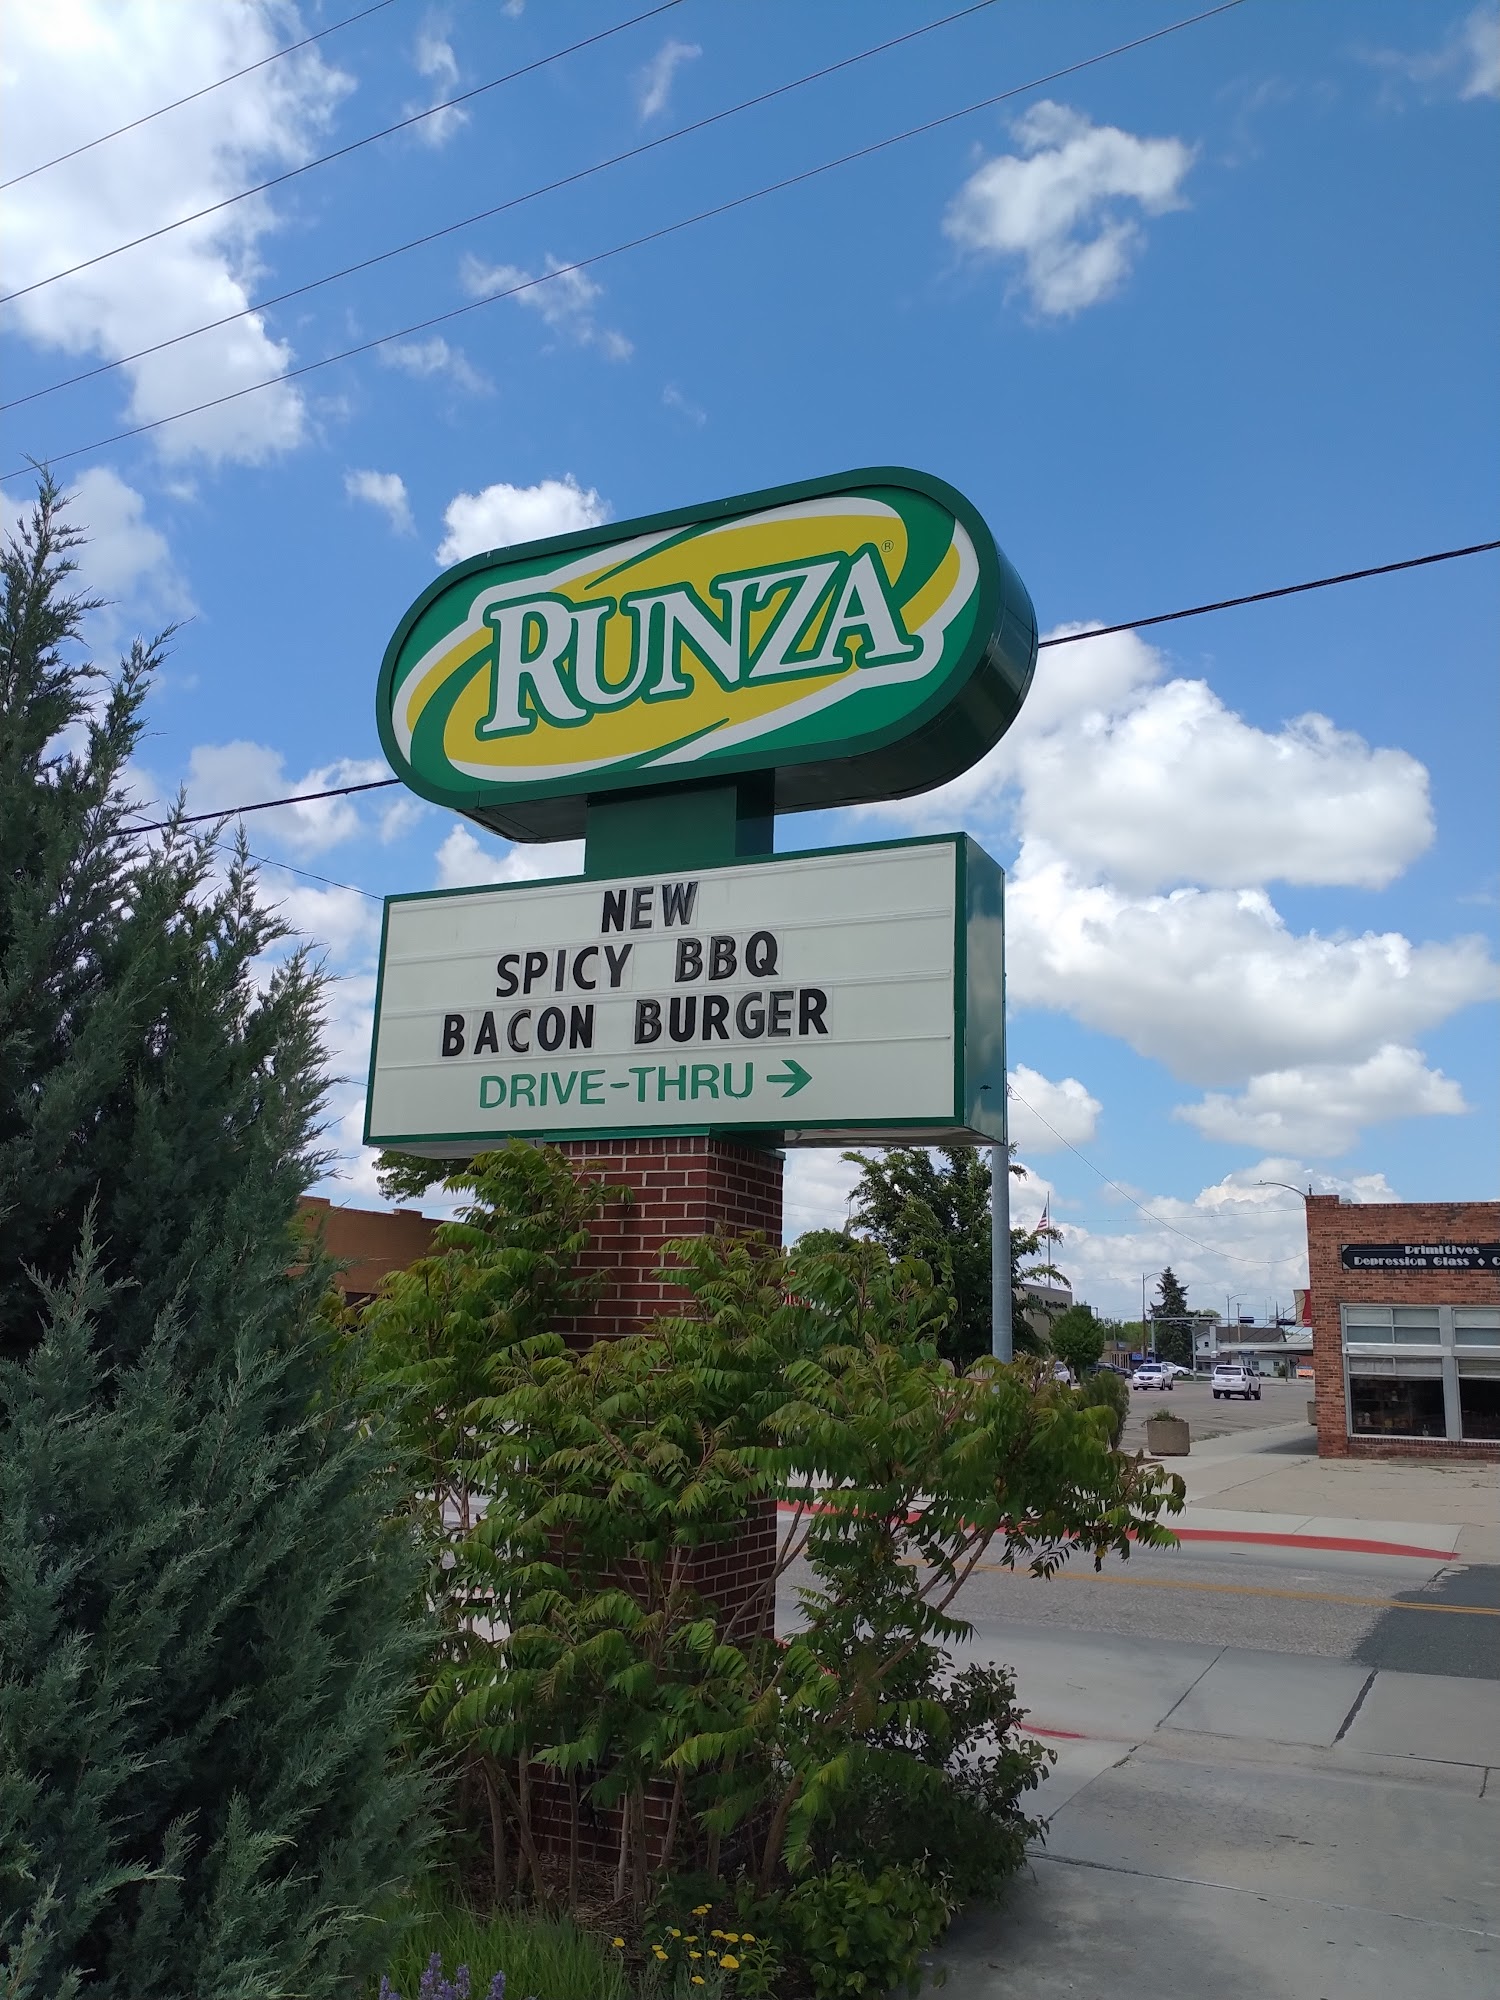 RUNZA®
NEW
SPICY BBQ
BACON BURGER
DRIVE-THRU →
Primitives
Depression Glass ♦ C